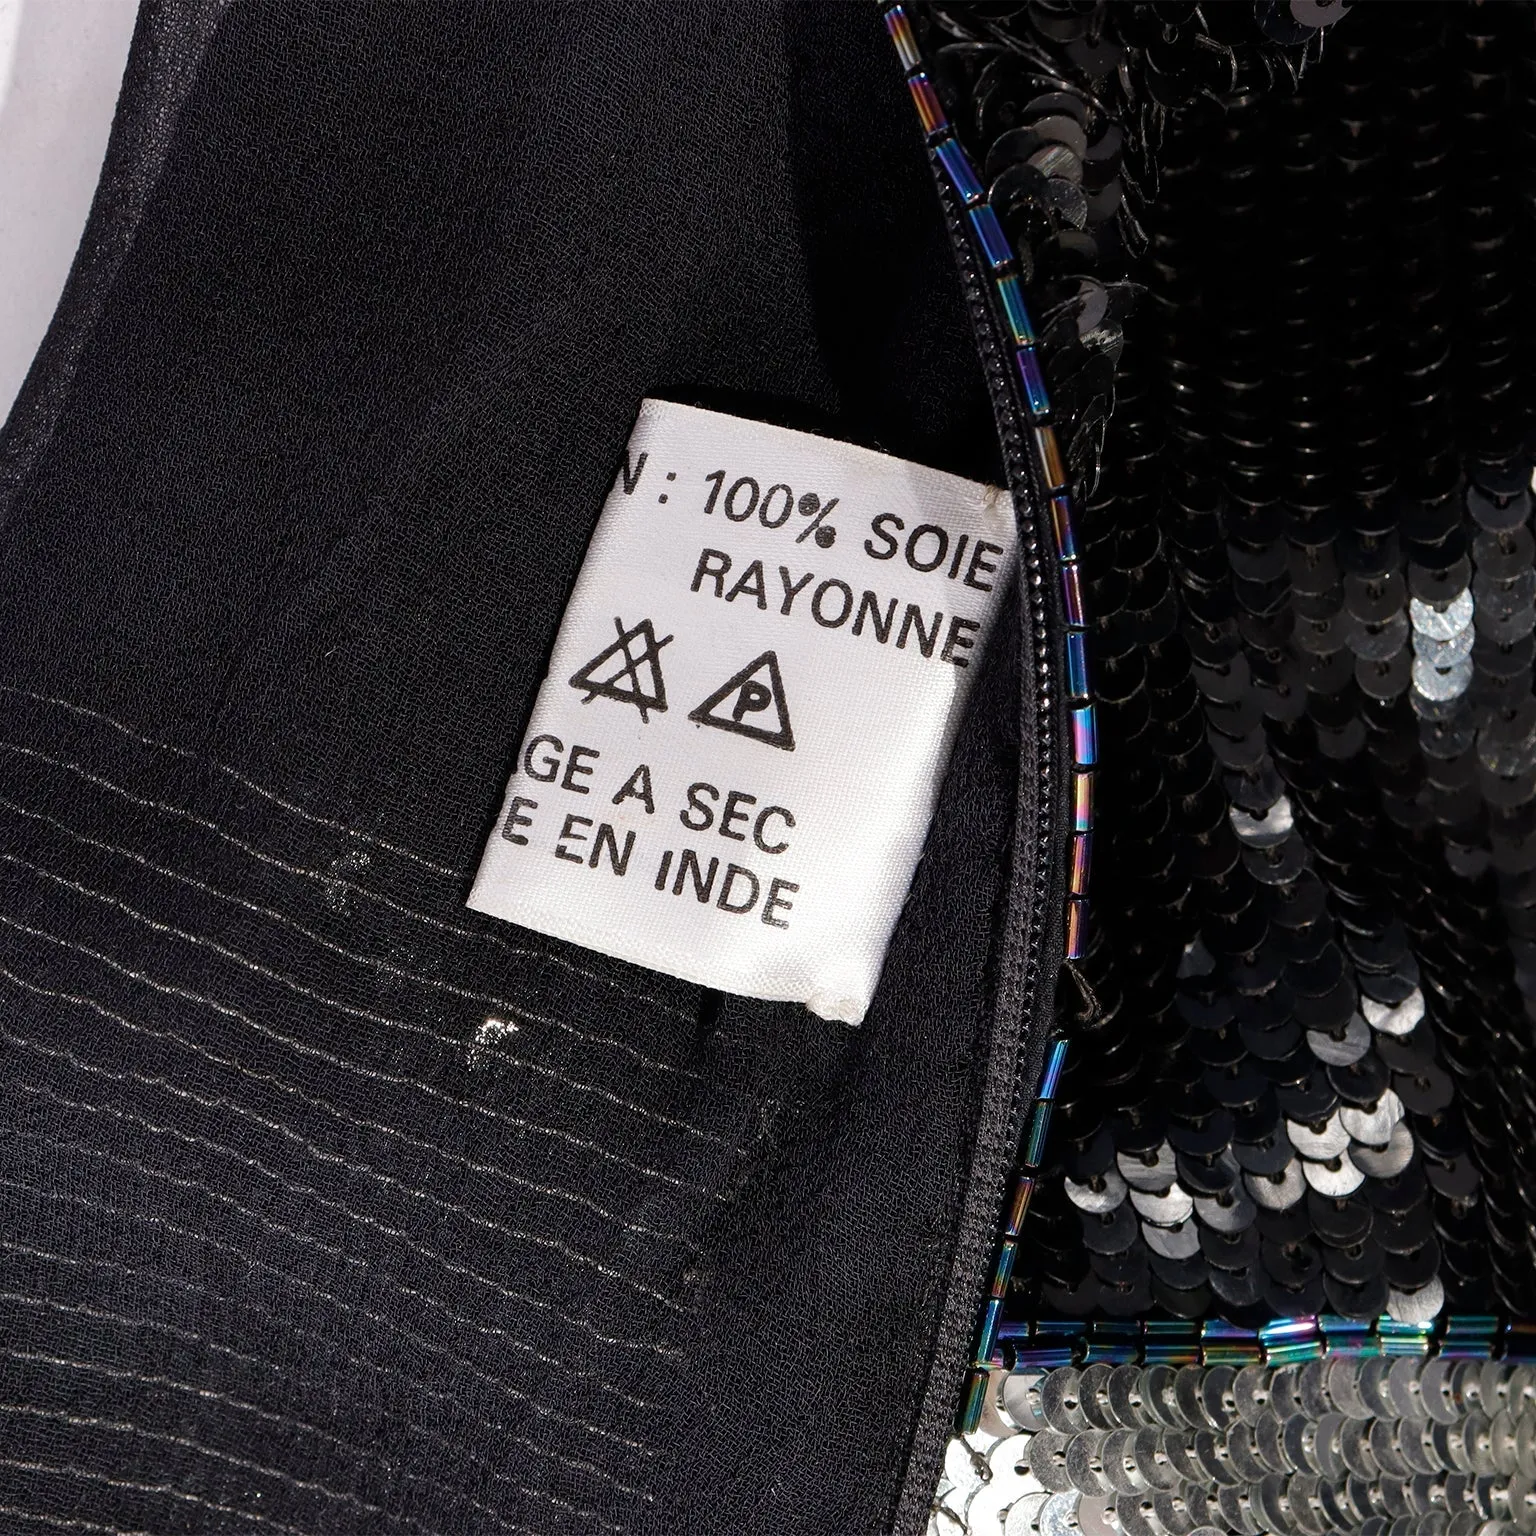 N : 100% SOIE
RAYONNE
P
GE A SEC
E EN INDE